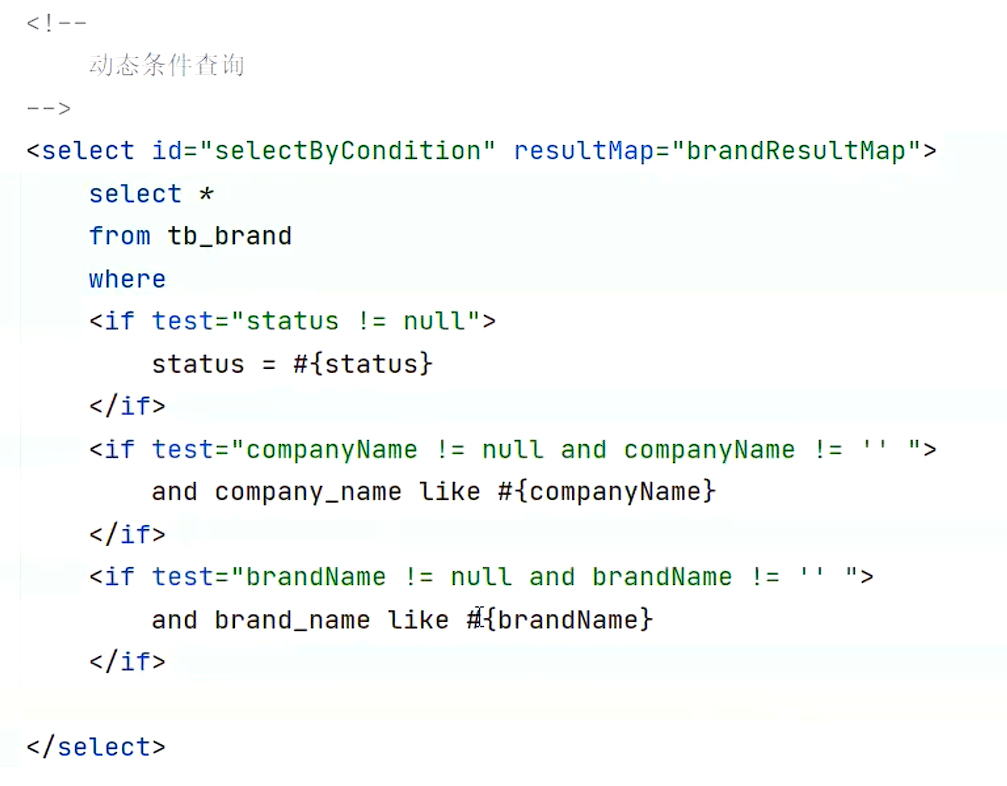 <!--
动态条件查询
-->
<select id="selectByCondition" resultMap="brandResultMap">
select *
from tb_brand
where
<if test="status != null">
status = #{status}
</if>
<if test="companyName != null and companyName != '' ">
and company_name like #{companyName}
</if>
<if test="brandName != null and brandName != '' ">
and brand_name like #{brandName}
</if>
</select>